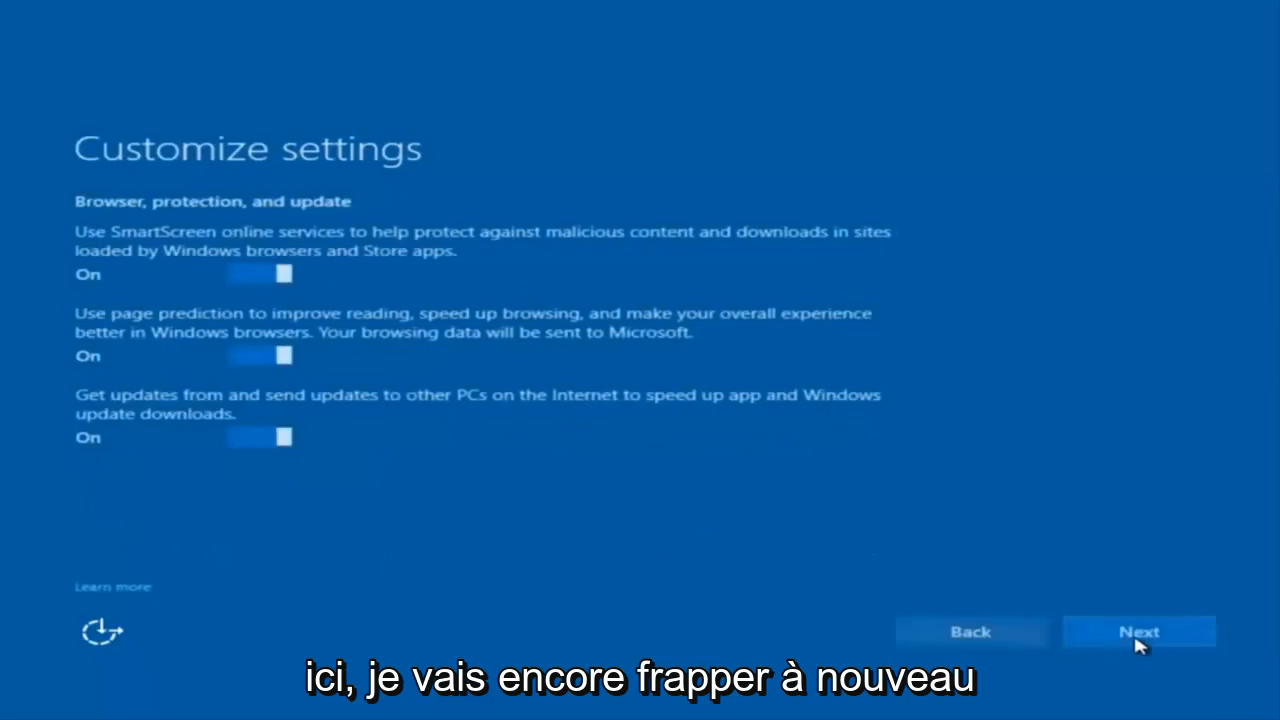 Customize settings
Browser, protection, and update
Use SmartScreen online services to help protect against malicious content and downloads in sites
loaded by Windows browsers and Store apps.
On
Use page prediction to improve reading, speed up browsing, and make your overall experience
better in Windows browsers. Your browsing data will be sent to Microsoft.
On
Get updates from and send updates to other PCs on the Internet to speed up app and Windows
update downloads.
On
Learn more
Back
Next
ici, je vais encore frapper à nouveau